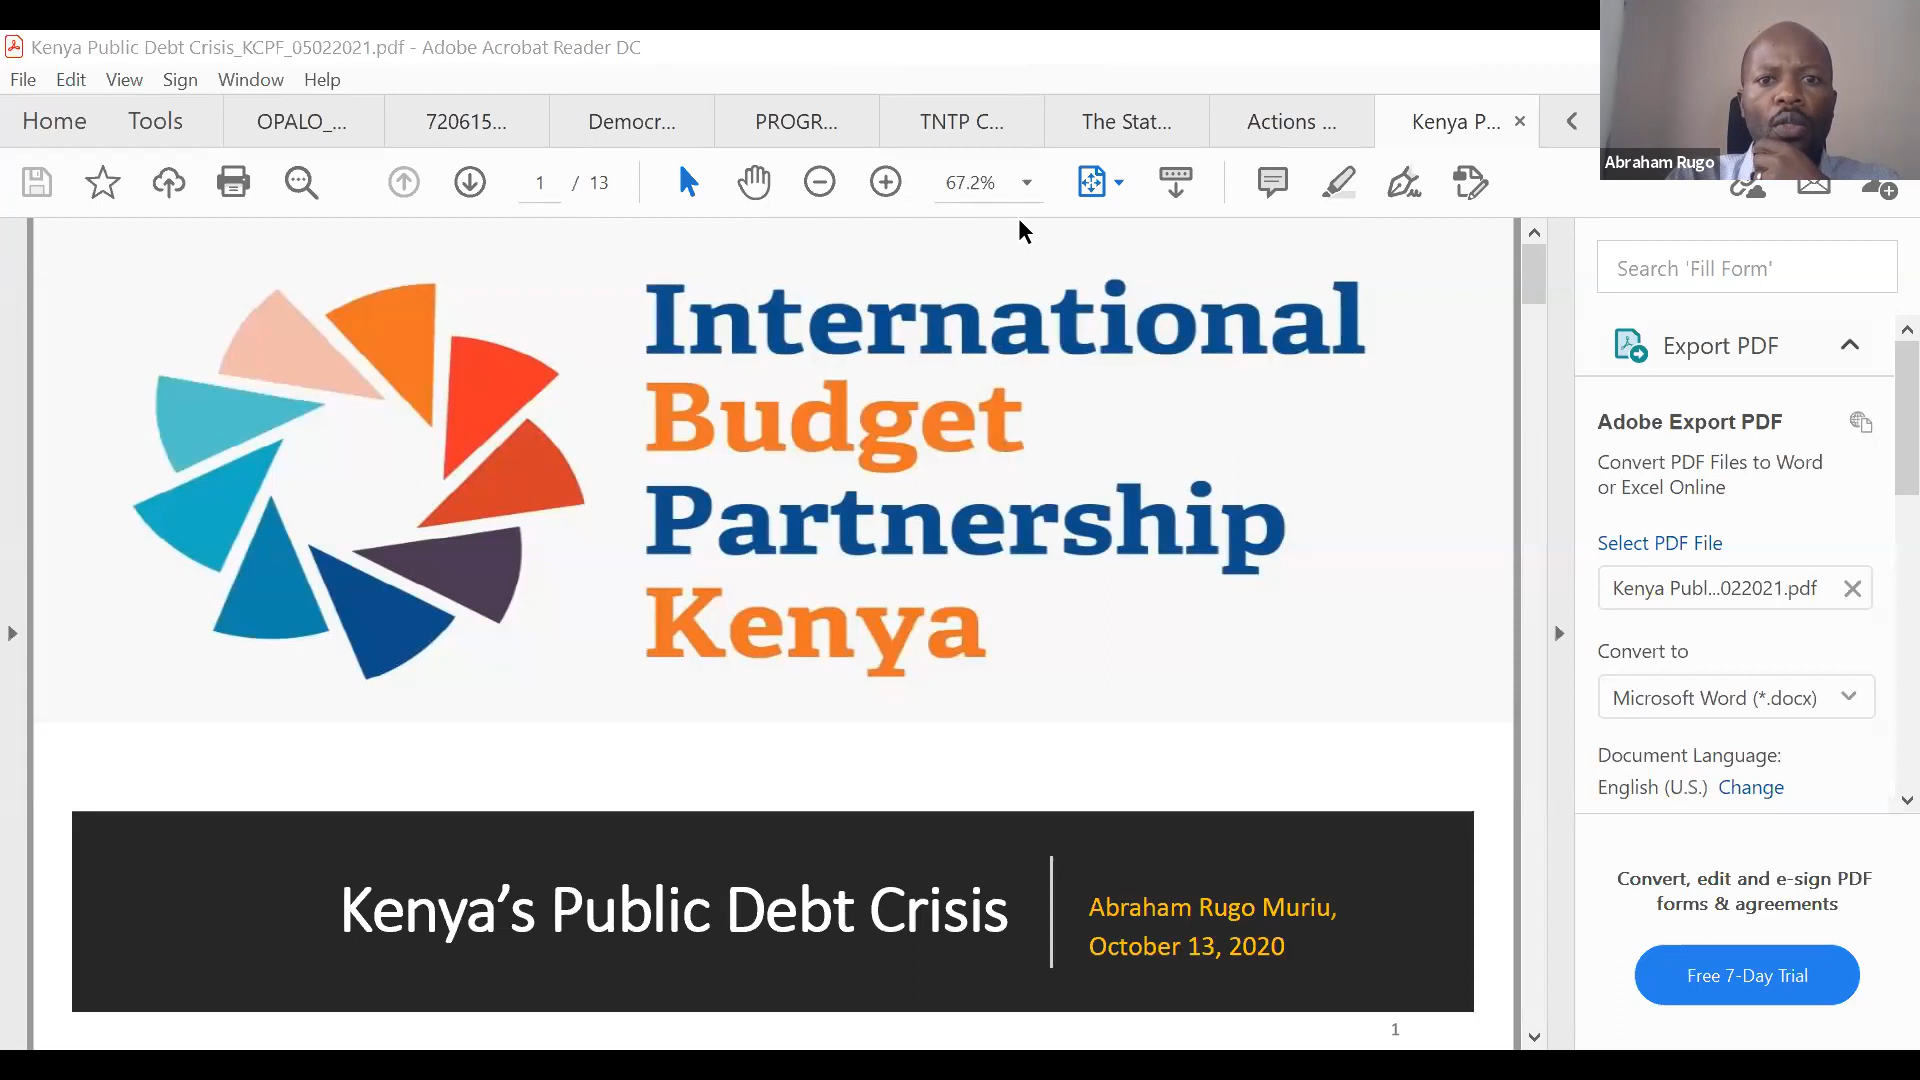 Kenya Public Debt Crisis_KCPF_05022021.pdf - Adobe Acrobat Reader DC
File Edit View Sign Window Help
Home Tools OPALO_... 720615... Democr... PROGR... TNTP C... The Stat... Actions ... Kenya P...
Abraham Rugo
1 / 13 67.2%
International
Budget
Partnership
Kenya
Kenya's Public Debt Crisis
Abraham Rugo Muriu,
October 13, 2020
1
Search 'Fill Form'
Export PDF
Adobe Export PDF
Convert PDF Files to Word
or Excel Online
Select PDF File
Kenya Publ...022021.pdf
Convert to
Microsoft Word (*.docx)
Document Language:
English (U.S.) Change
Convert, edit and e-sign PDF
forms & agreements
Free 7-Day Trial